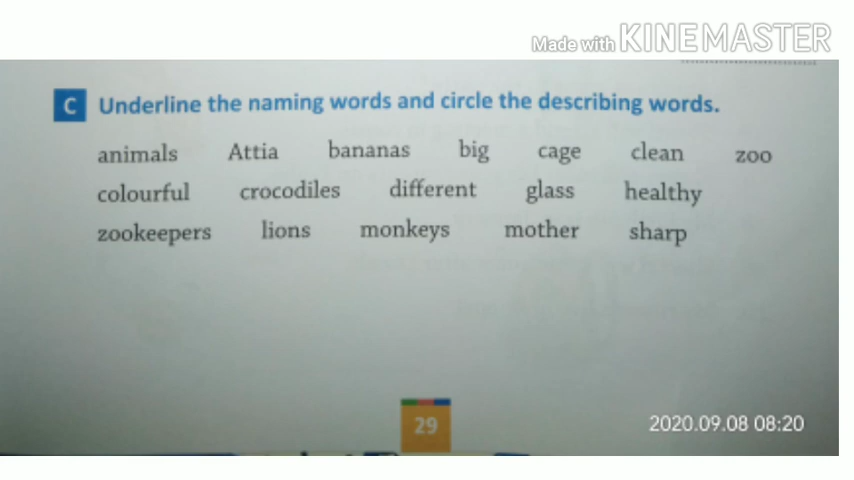 Made with KINEMASTER
C Underline the naming words and circle the describing words.
animals Attia bananas big cage clean zoo
colourful crocodiles different glass healthy
zookeepers lions monkeys mother sharp
29
2020.09.08 08:20